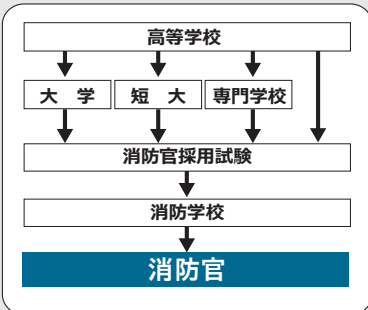 高等学校
大　学　短　大　専門学校
消防官採用試験
消防学校
消防官